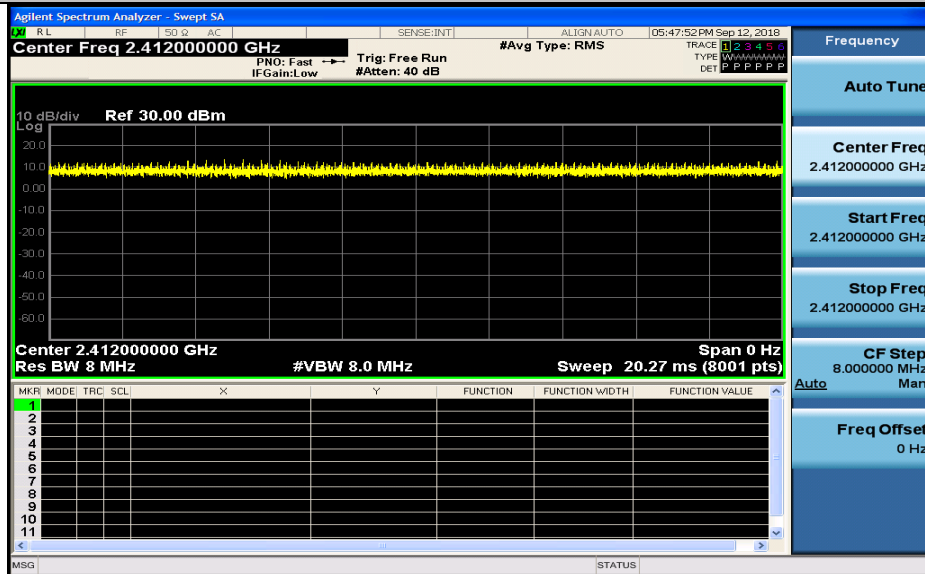 Agilent Spectrum Analyzer - Swept SA
LXI RL RF 50 Ω AC SENSE:INT ALIGN AUTO 05:47:52 PM Sep 12, 2018
Center Freq 2.412000000 GHz #Avg Type: RMS TRACE 1 2 3 4 5 6
PNO: Fast Trig: Free Run TYPE WWWWWW
IFGain:Low #Atten: 40 dB DET P P P P P P
10 dB/div Ref 30.00 dBm
Log
20.0
10.0
0.00
-10.0
-20.0
-30.0
-40.0
-50.0
-60.0
Center 2.412000000 GHz Span 0 Hz
Res BW 8 MHz #VBW 8.0 MHz Sweep 20.27 ms (8001 pts)
MKR MODE TRC SCL X Y FUNCTION FUNCTION WIDTH FUNCTION VALUE
1
2
3
4
5
6
7
8
9
10
11
MSG STATUS
Frequency
Auto Tune
Center Freq
2.412000000 GHz
Start Freq
2.412000000 GHz
Stop Freq
2.412000000 GHz
CF Step
8.000000 MHz
Auto Man
Freq Offset
0 Hz